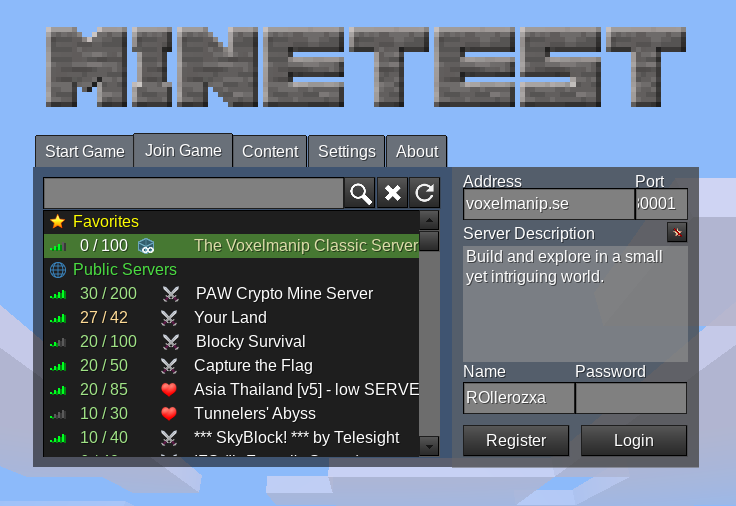 MINETEST
Start Game Join Game Content Settings About
Favorites
0 / 100 The Voxelmanip Classic Server
Public Servers
30 / 200 PAW Crypto Mine Server
27 / 42 Your Land
20 / 100 Blocky Survival
20 / 50 Capture the Flag
20 / 85 Asia Thailand [v5] - low SERVE
10 / 30 Tunnelers' Abyss
10 / 40 *** SkyBlock! *** by Telesight
Address Port
voxelmanip.se 30001
Server Description
Build and explore in a small
yet intriguing world.
Name Password
ROllerozxa
Register Login